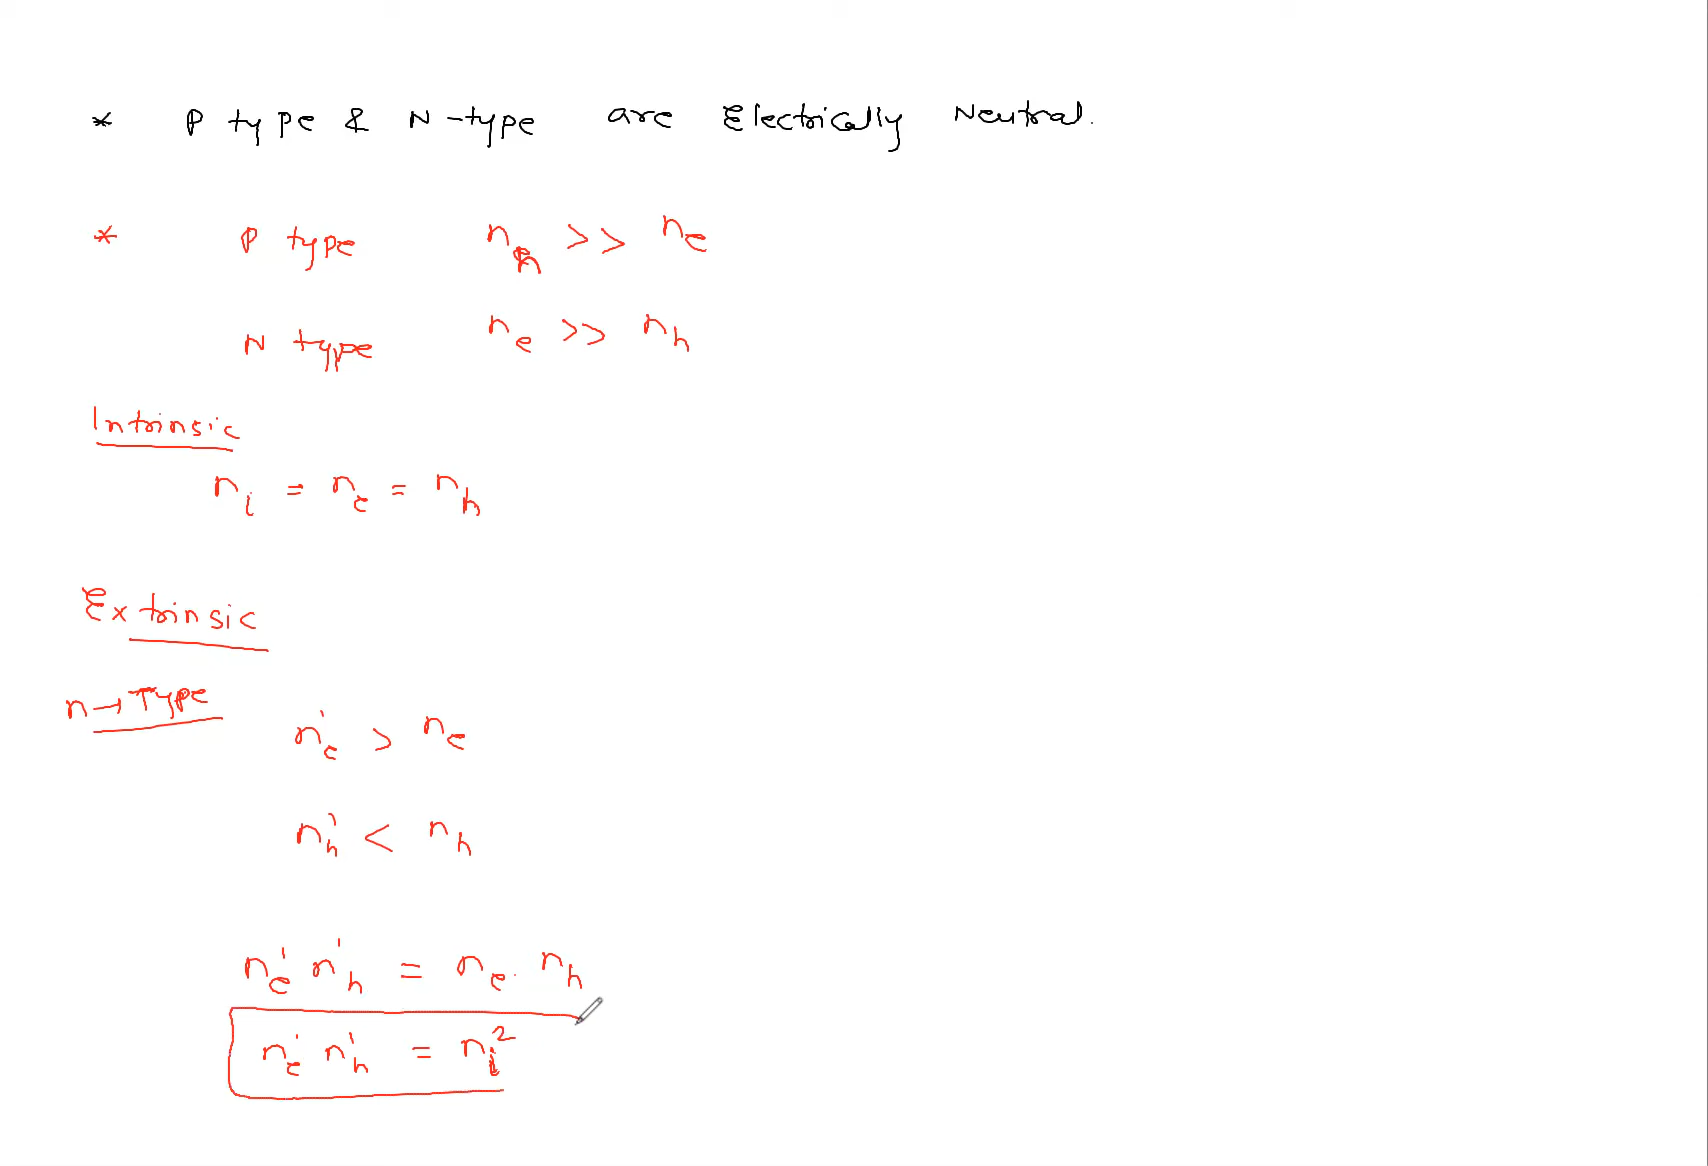 * P type & N-type are Electrically Neutral.
* P type n_h >> n_e
N type n_e >> n_h
Intrinsic
n_i = n_e = n_h
Extrinsic
n→Type
n'_e > n_e
n'_h < n_h
n'_e n'_h = n_e . n_h
n'_e n'_h = n_i^2